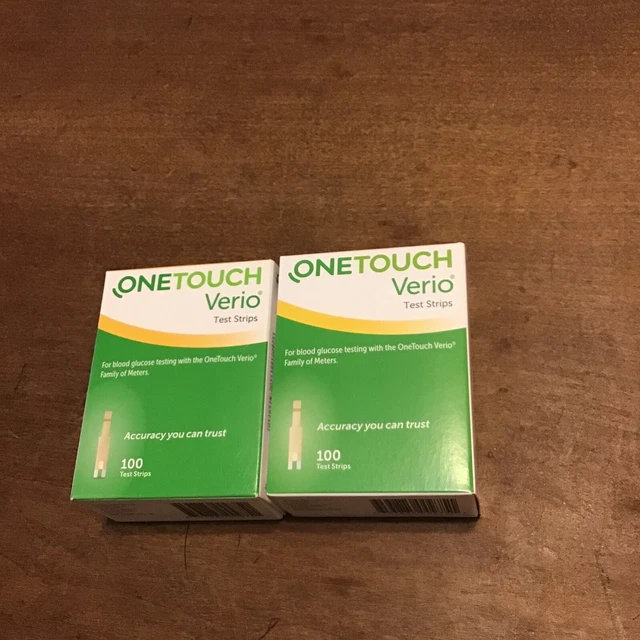 ONETOUCH
Verio®
Test Strips
For blood glucose testing with the OneTouch Verio®
Family of Meters.
Accuracy you can trust
100
Test Strips
ONETOUCH
Verio®
Test Strips
For blood glucose testing with the OneTouch Verio®
Family of Meters.
Accuracy you can trust
100
Test Strips